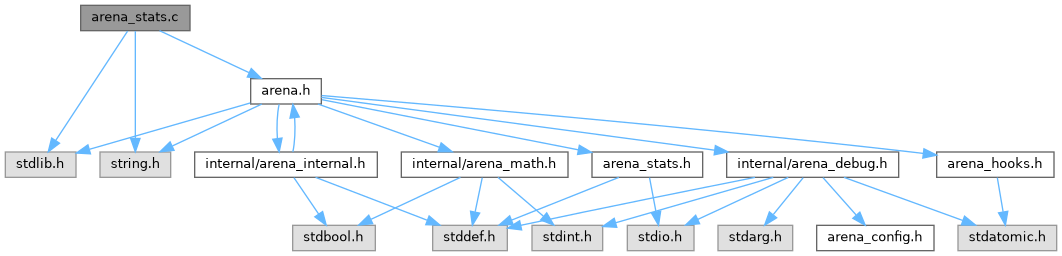 arena_stats.c
arena.h
stdlib.h
string.h
internal/arena_internal.h
internal/arena_math.h
arena_stats.h
internal/arena_debug.h
arena_hooks.h
stdbool.h
stddef.h
stdint.h
stdio.h
stdarg.h
arena_config.h
stdatomic.h